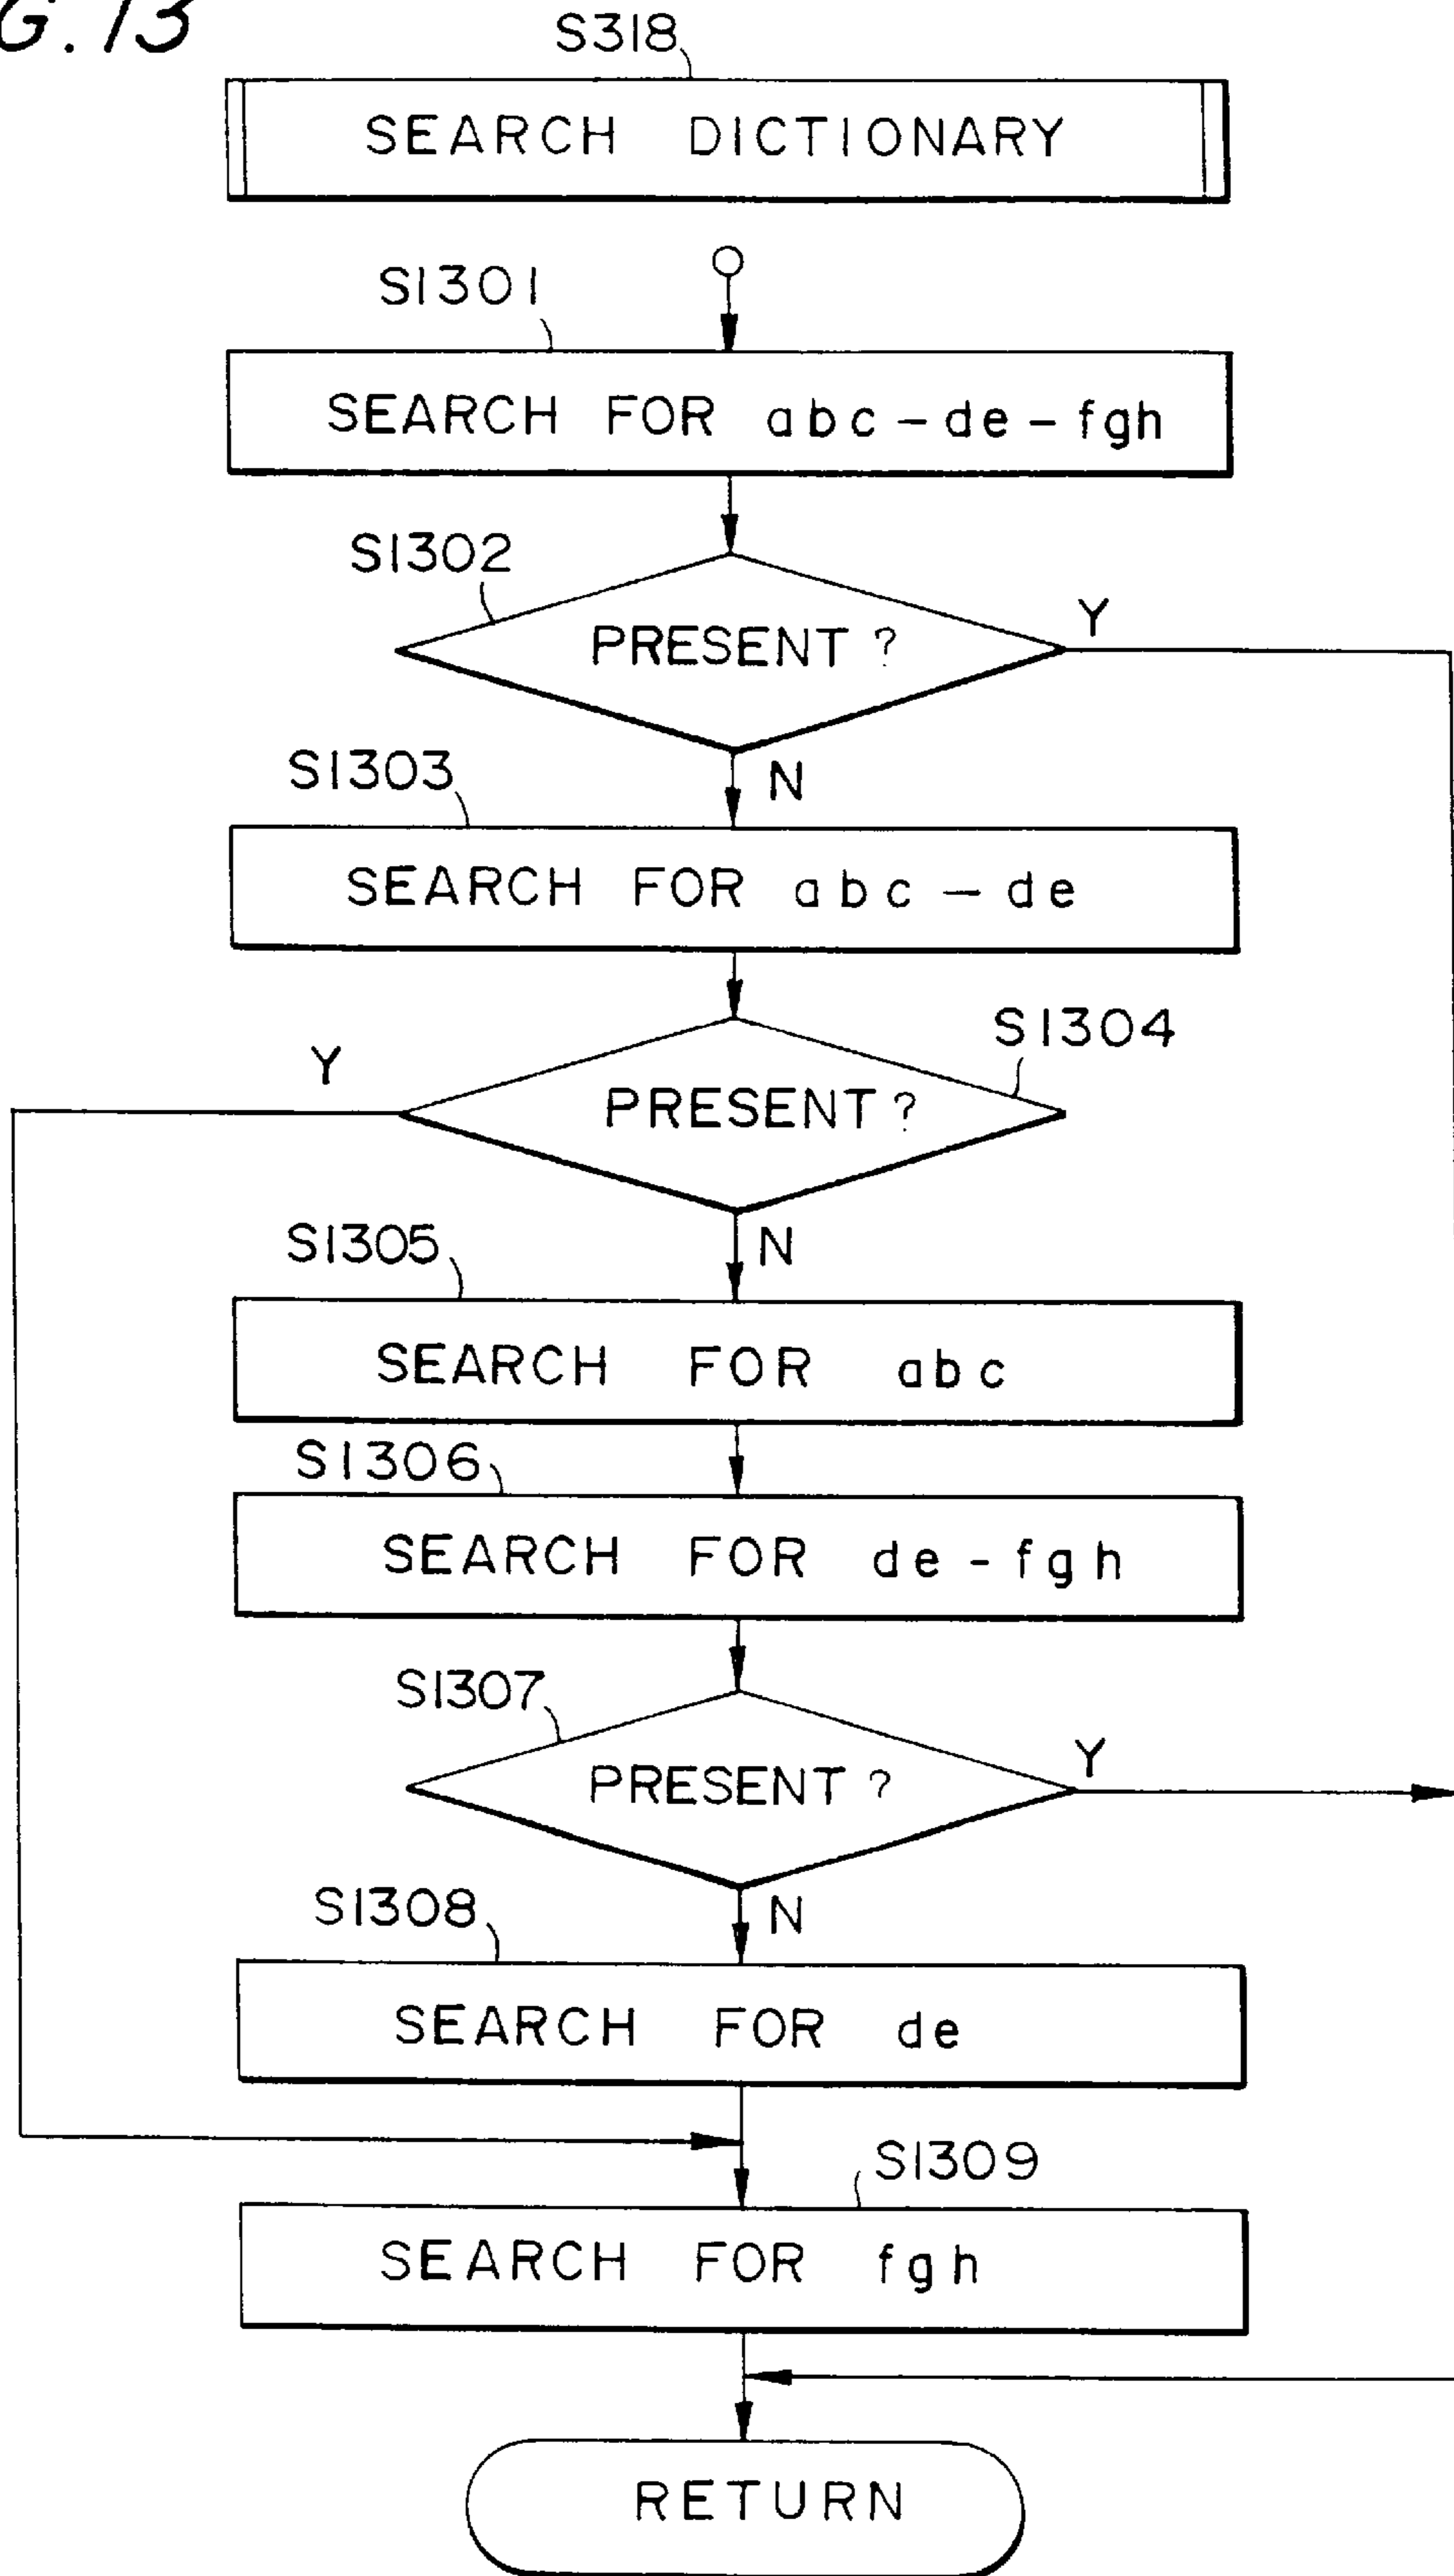 G. 13
S318
SEARCH DICTIONARY
S1301
SEARCH FOR abc-de-fgh
S1302
PRESENT ?
Y
N
S1303
SEARCH FOR abc-de
S1304
Y
PRESENT ?
N
S1305
SEARCH FOR abc
S1306
SEARCH FOR de-fgh
S1307
PRESENT ?
Y
N
S1308
SEARCH FOR de
S1309
SEARCH FOR fgh
RETURN